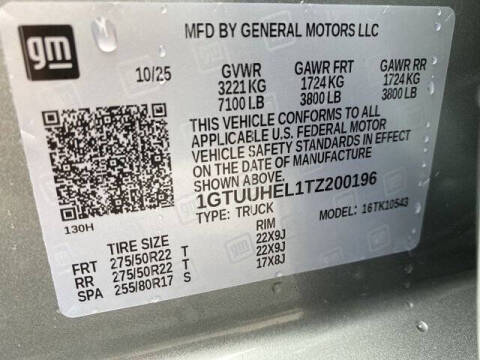 gm
MFD BY GENERAL MOTORS LLC
10/25 GVWR GAWR FRT GAWR RR
3221 KG 1724 KG 1724 KG
7100 LB 3800 LB 3800 LB
THIS VEHICLE CONFORMS TO ALL
APPLICABLE U.S. FEDERAL MOTOR
VEHICLE SAFETY STANDARDS IN EFFECT
ON THE DATE OF MANUFACTURE
SHOWN ABOVE.
1GTUUHEL1TZ200196
TYPE: TRUCK MODEL: 16TK10543
130H
TIRE SIZE RIM
FRT 275/50R22 T 22X9J
RR 275/50R22 T 22X9J
SPA 255/80R17 S 17X8J